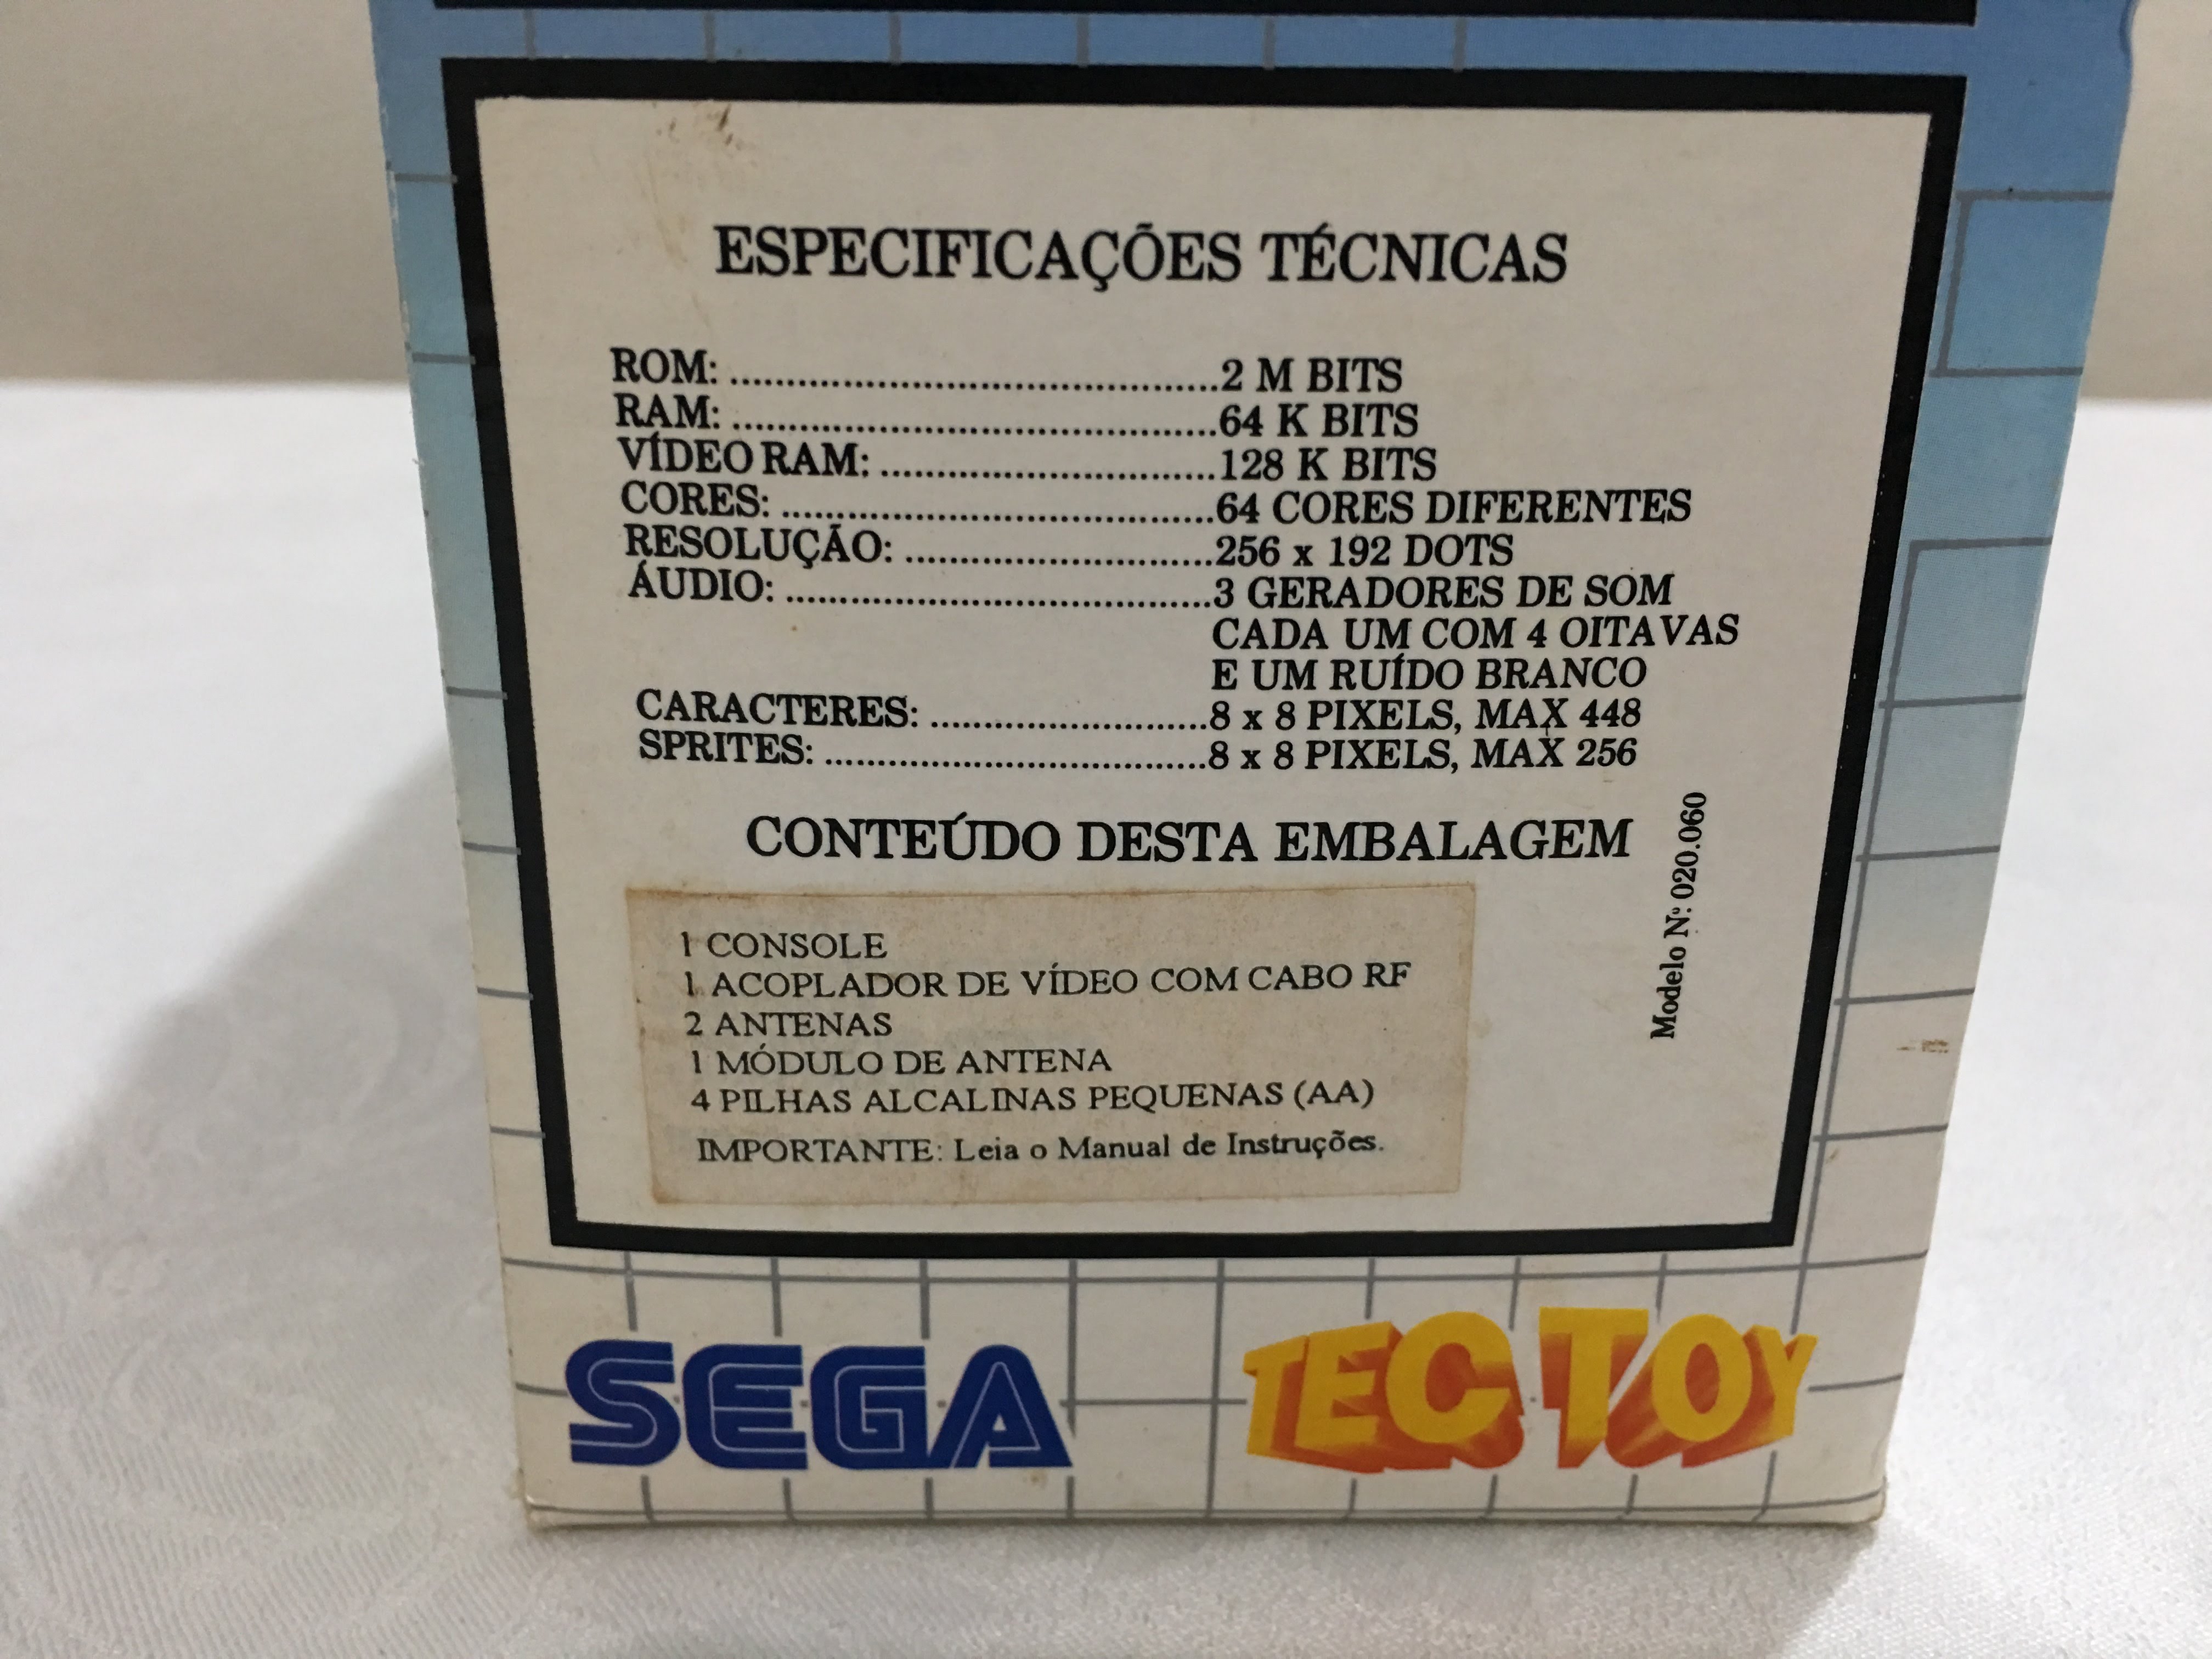 ESPECIFICAÇÕES TÉCNICAS
ROM: ..........................................2 M BITS
RAM: ..........................................64 K BITS
VÍDEO RAM: .............................128 K BITS
CORES: .....................................64 CORES DIFERENTES
RESOLUÇÃO: ..........................256 x 192 DOTS
ÁUDIO: .....................................3 GERADORES DE SOM
CADA UM COM 4 OITAVAS
E UM RUÍDO BRANCO
CARACTERES: ........................8 x 8 PIXELS, MAX 448
SPRITES: .................................8 x 8 PIXELS, MAX 256
CONTEÚDO DESTA EMBALAGEM
1 CONSOLE
1 ACOPLADOR DE VÍDEO COM CABO RF
2 ANTENAS
1 MÓDULO DE ANTENA
4 PILHAS ALCALINAS PEQUENAS (AA)
IMPORTANTE: Leia o Manual de Instruções.
Modelo Nº: 020.060
SEGA TEC TOY